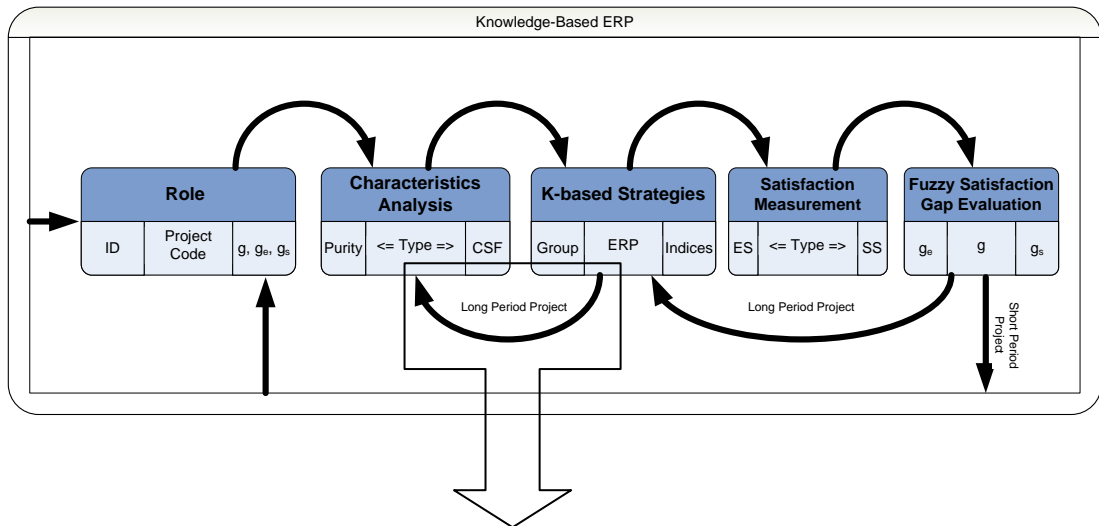 Knowledge-Based ERP
Role
ID
Project
Code
g, gₑ, gₛ
Characteristics
Analysis
Purity
<= Type =>
CSF
K-based Strategies
Group
ERP
Indices
Satisfaction
Measurement
ES
<= Type =>
SS
Fuzzy Satisfaction
Gap Evaluation
gₑ
g
gₛ
Long Period Project
Long Period Project
Short Period
Project